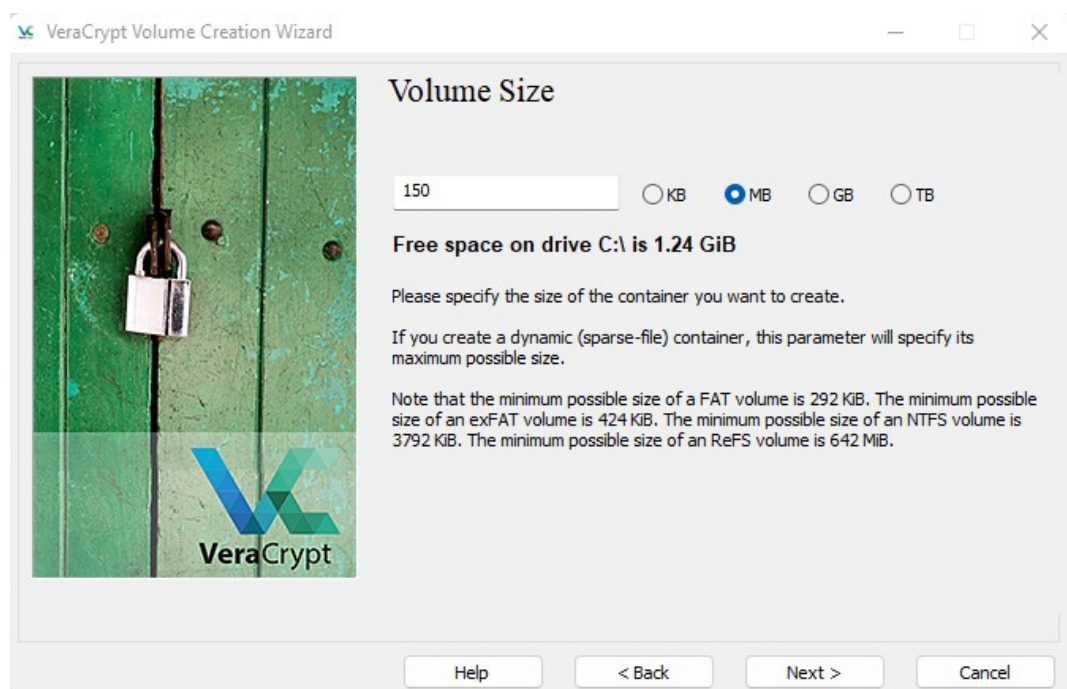 VeraCrypt Volume Creation Wizard
Volume Size
150
KB MB GB TB
Free space on drive C:\ is 1.24 GiB
Please specify the size of the container you want to create.
If you create a dynamic (sparse-file) container, this parameter will specify its
maximum possible size.
Note that the minimum possible size of a FAT volume is 292 KiB. The minimum possible
size of an exFAT volume is 424 KiB. The minimum possible size of an NTFS volume is
3792 KiB. The minimum possible size of an ReFS volume is 642 MiB.
VeraCrypt
Help < Back Next > Cancel